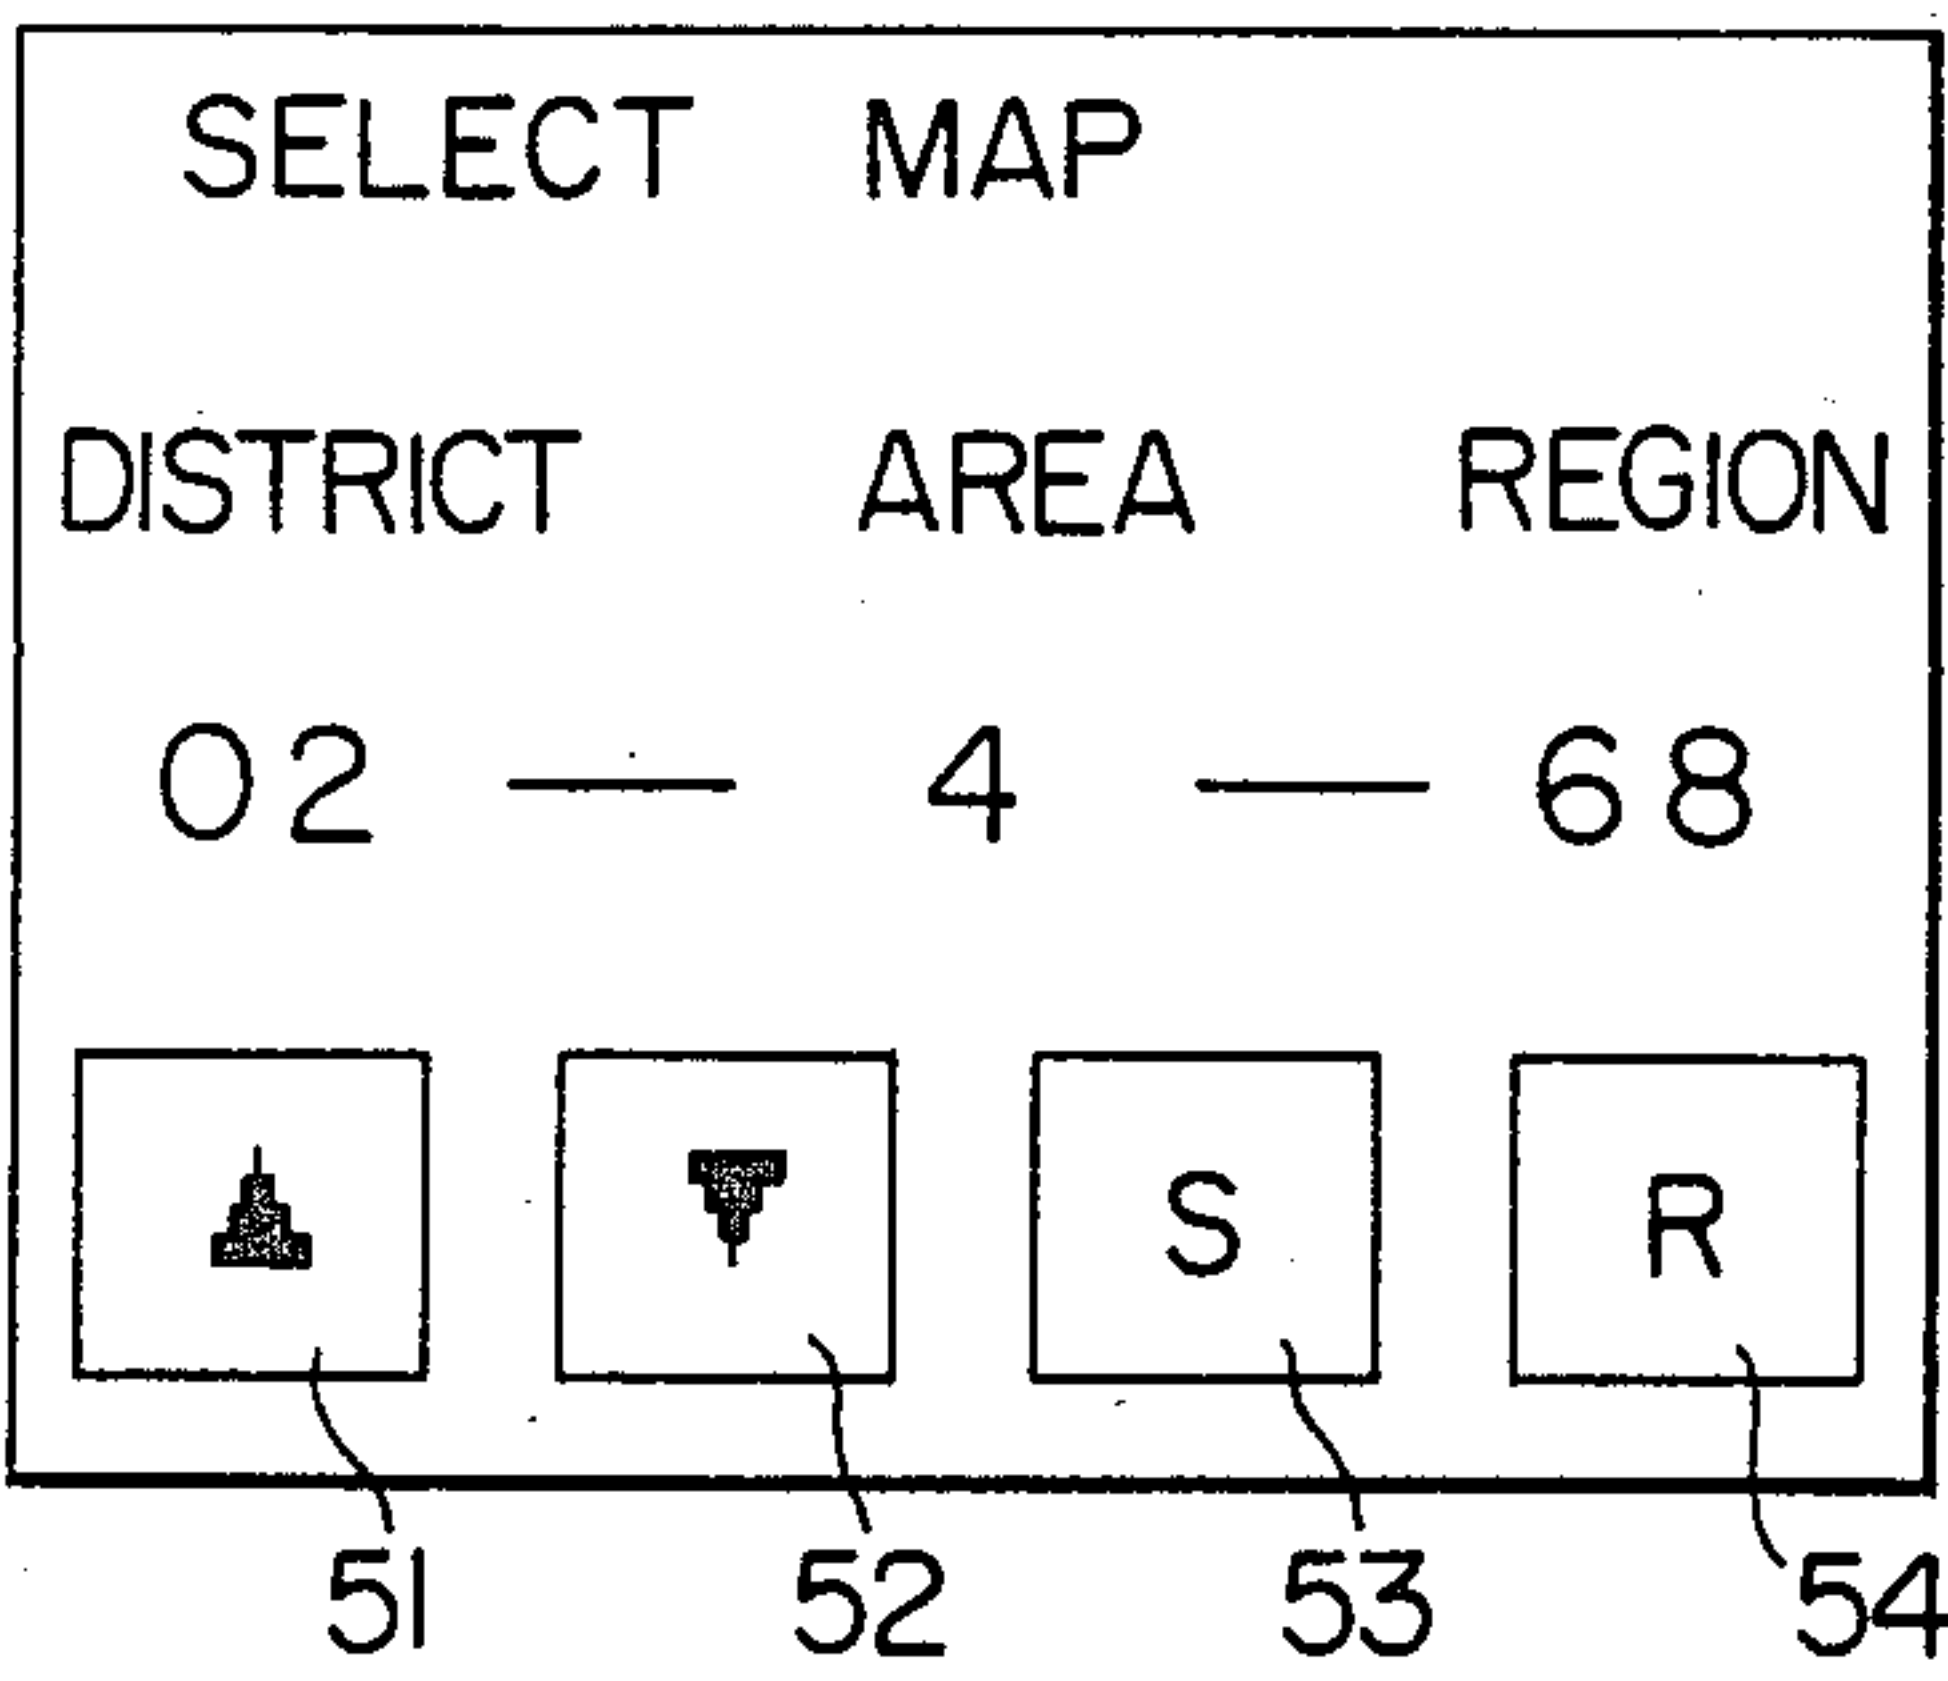 SELECT MAP
DISTRICT AREA REGION
02 — 4 — 68
S R
51 52 53 54